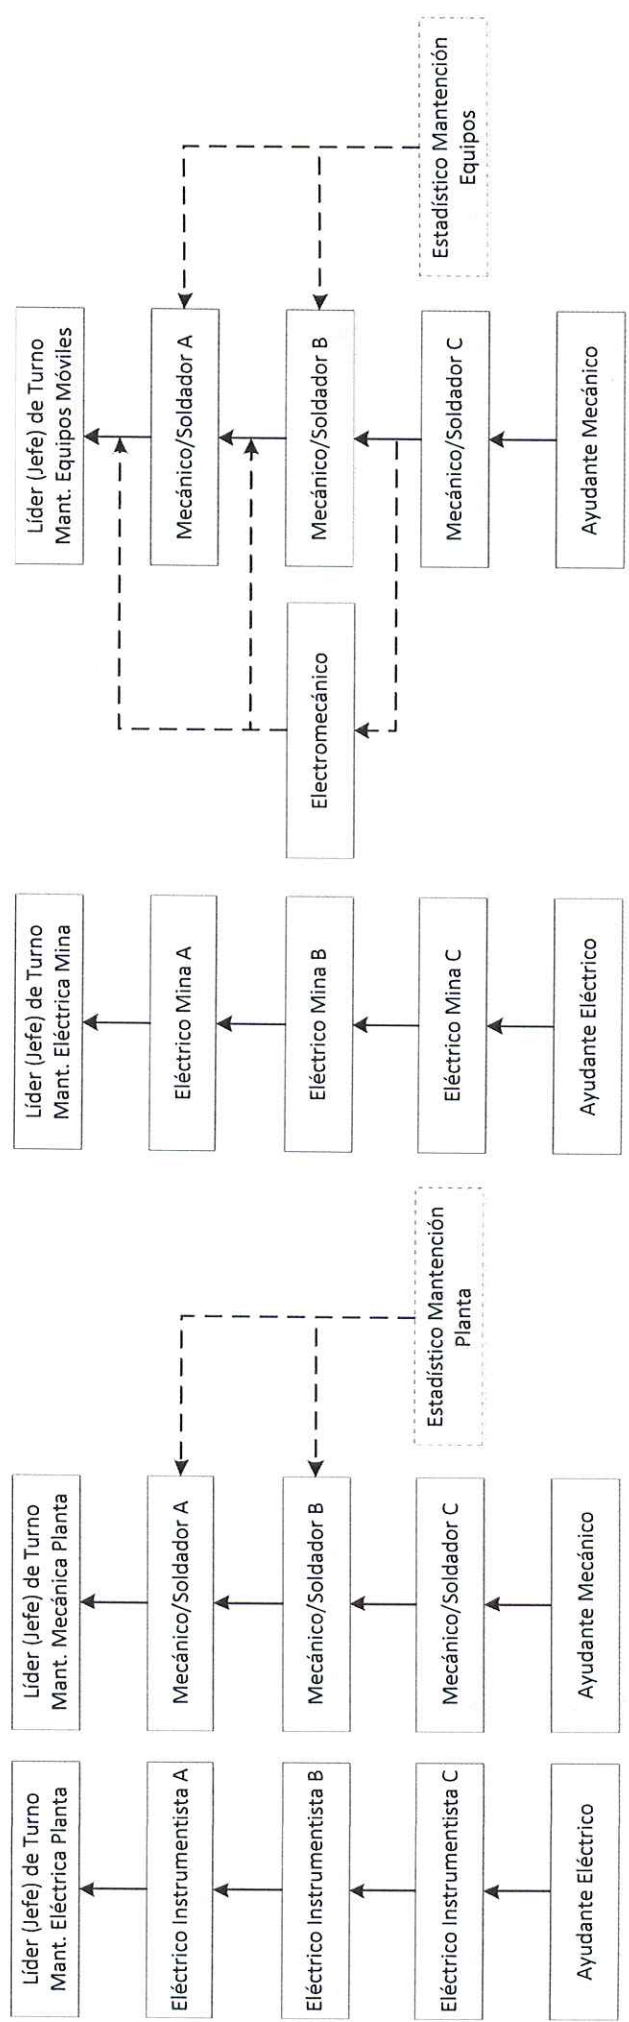 Líder (Jefe) de Turno
Mant. Eléctrica Planta
Eléctrico Instrumentista A
Eléctrico Instrumentista B
Eléctrico Instrumentista C
Ayudante Eléctrico
Líder (Jefe) de Turno
Mant. Mecánica Planta
Mecánico/Soldador A
Mecánico/Soldador B
Mecánico/Soldador C
Ayudante Mecánico
Estadístico Mantención
Planta
Líder (Jefe) de Turno
Mant. Eléctrica Mina
Eléctrico Mina A
Eléctrico Mina B
Eléctrico Mina C
Ayudante Eléctrico
Electromecánico
Líder (Jefe) de Turno
Mant. Equipos Móviles
Mecánico/Soldador A
Mecánico/Soldador B
Mecánico/Soldador C
Ayudante Mecánico
Estadístico Mantención
Equipos